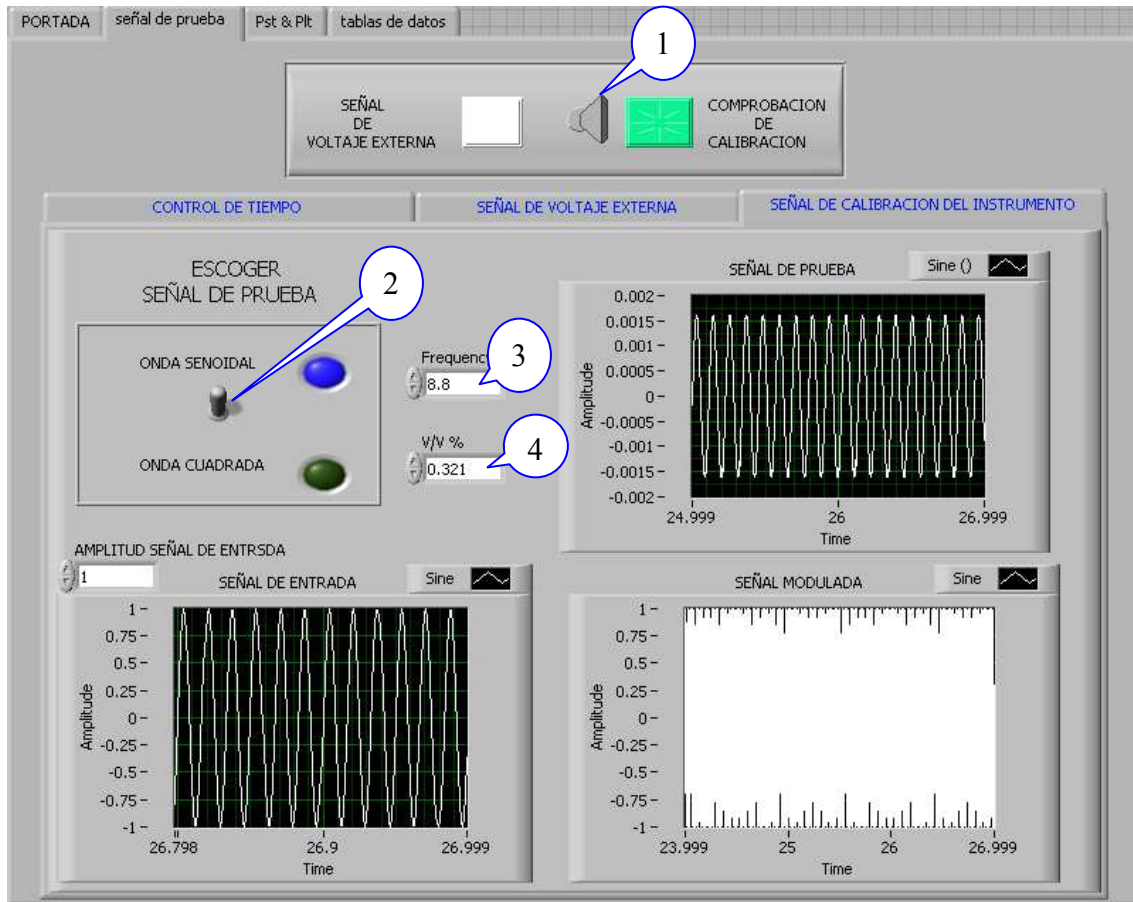 PORTADA
señal de prueba
Pst & Plt
tablas de datos
1
SEÑAL
DE
VOLTAJE EXTERNA
COMPROBACION
DE
CALIBRACION
CONTROL DE TIEMPO
SEÑAL DE VOLTAJE EXTERNA
SEÑAL DE CALIBRACION DEL INSTRUMENTO
ESCOGER
SEÑAL DE PRUEBA
2
ONDA SENOIDAL
ONDA CUADRADA
Frequency
8.8
3
V/V %
0.321
4
SEÑAL DE PRUEBA
Sine ()
Amplitude
0.002
0.0015
0.001
0.0005
0
-0.0005
-0.001
-0.0015
-0.002
24.999
26
26.999
Time
AMPLITUD SEÑAL DE ENTRSDA
1
SEÑAL DE ENTRADA
Sine
Amplitude
1
0.75
0.5
0.25
0
-0.25
-0.5
-0.75
-1
26.798
26.9
26.999
Time
SEÑAL MODULADA
Sine
Amplitude
1
0.75
0.5
0.25
0
-0.25
-0.5
-0.75
-1
23.999
25
26
26.999
Time